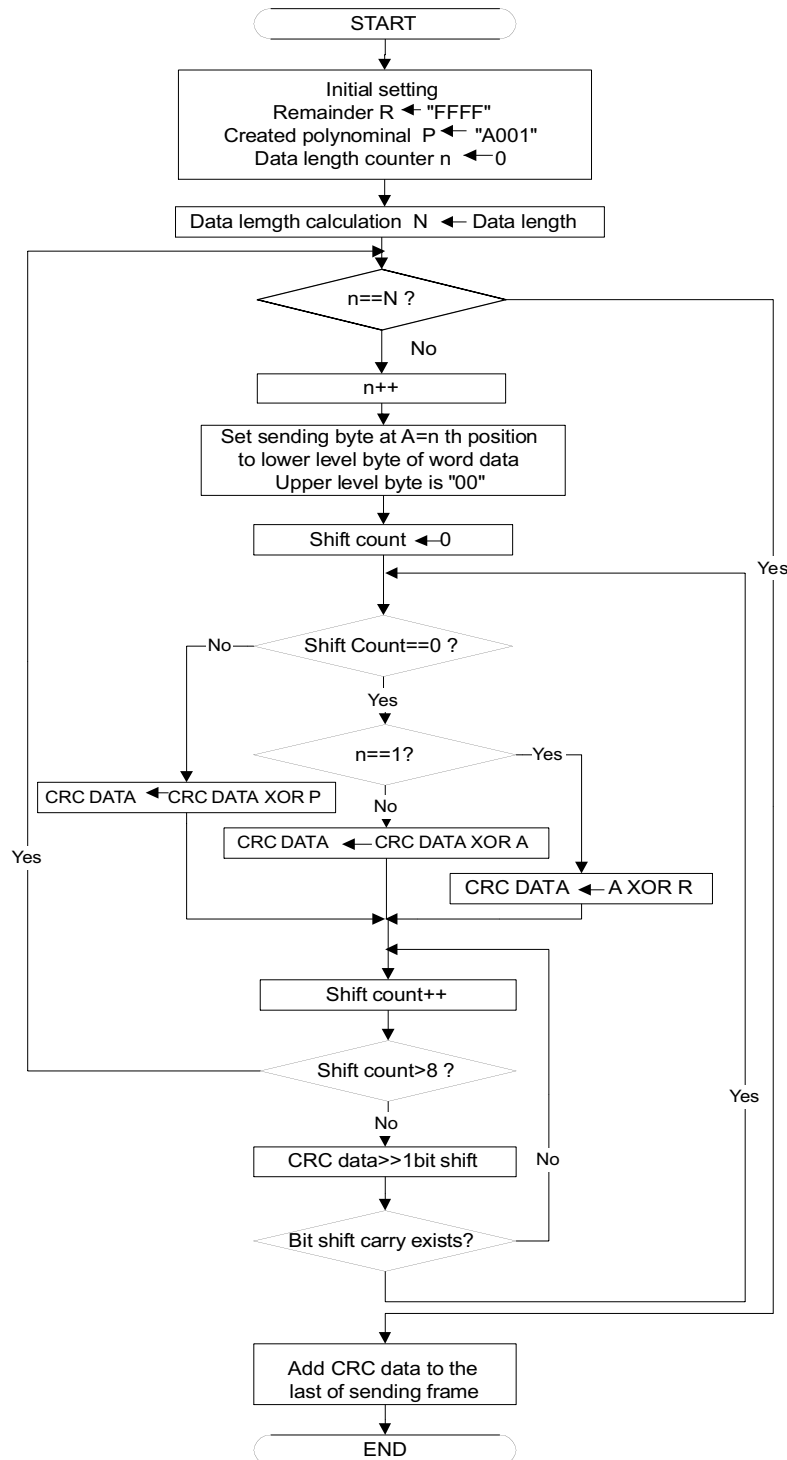 START
Initial setting
Remainder R ← "FFFF"
Created polynominal P ← "A001"
Data length counter n ← 0
Data lemgth calculation N ← Data length
n==N ?
No
n++
Set sending byte at A=n th position
to lower level byte of word data
Upper level byte is "00"
Shift count ← 0
Yes
Shift Count==0 ?
No
Yes
n==1?
Yes
CRC DATA ← CRC DATA XOR P
No
CRC DATA ← CRC DATA XOR A
Yes
CRC DATA ← A XOR R
Shift count++
Shift count>8 ?
Yes
No
CRC data>>1bit shift
No
Bit shift carry exists?
Add CRC data to the
last of sending frame
END